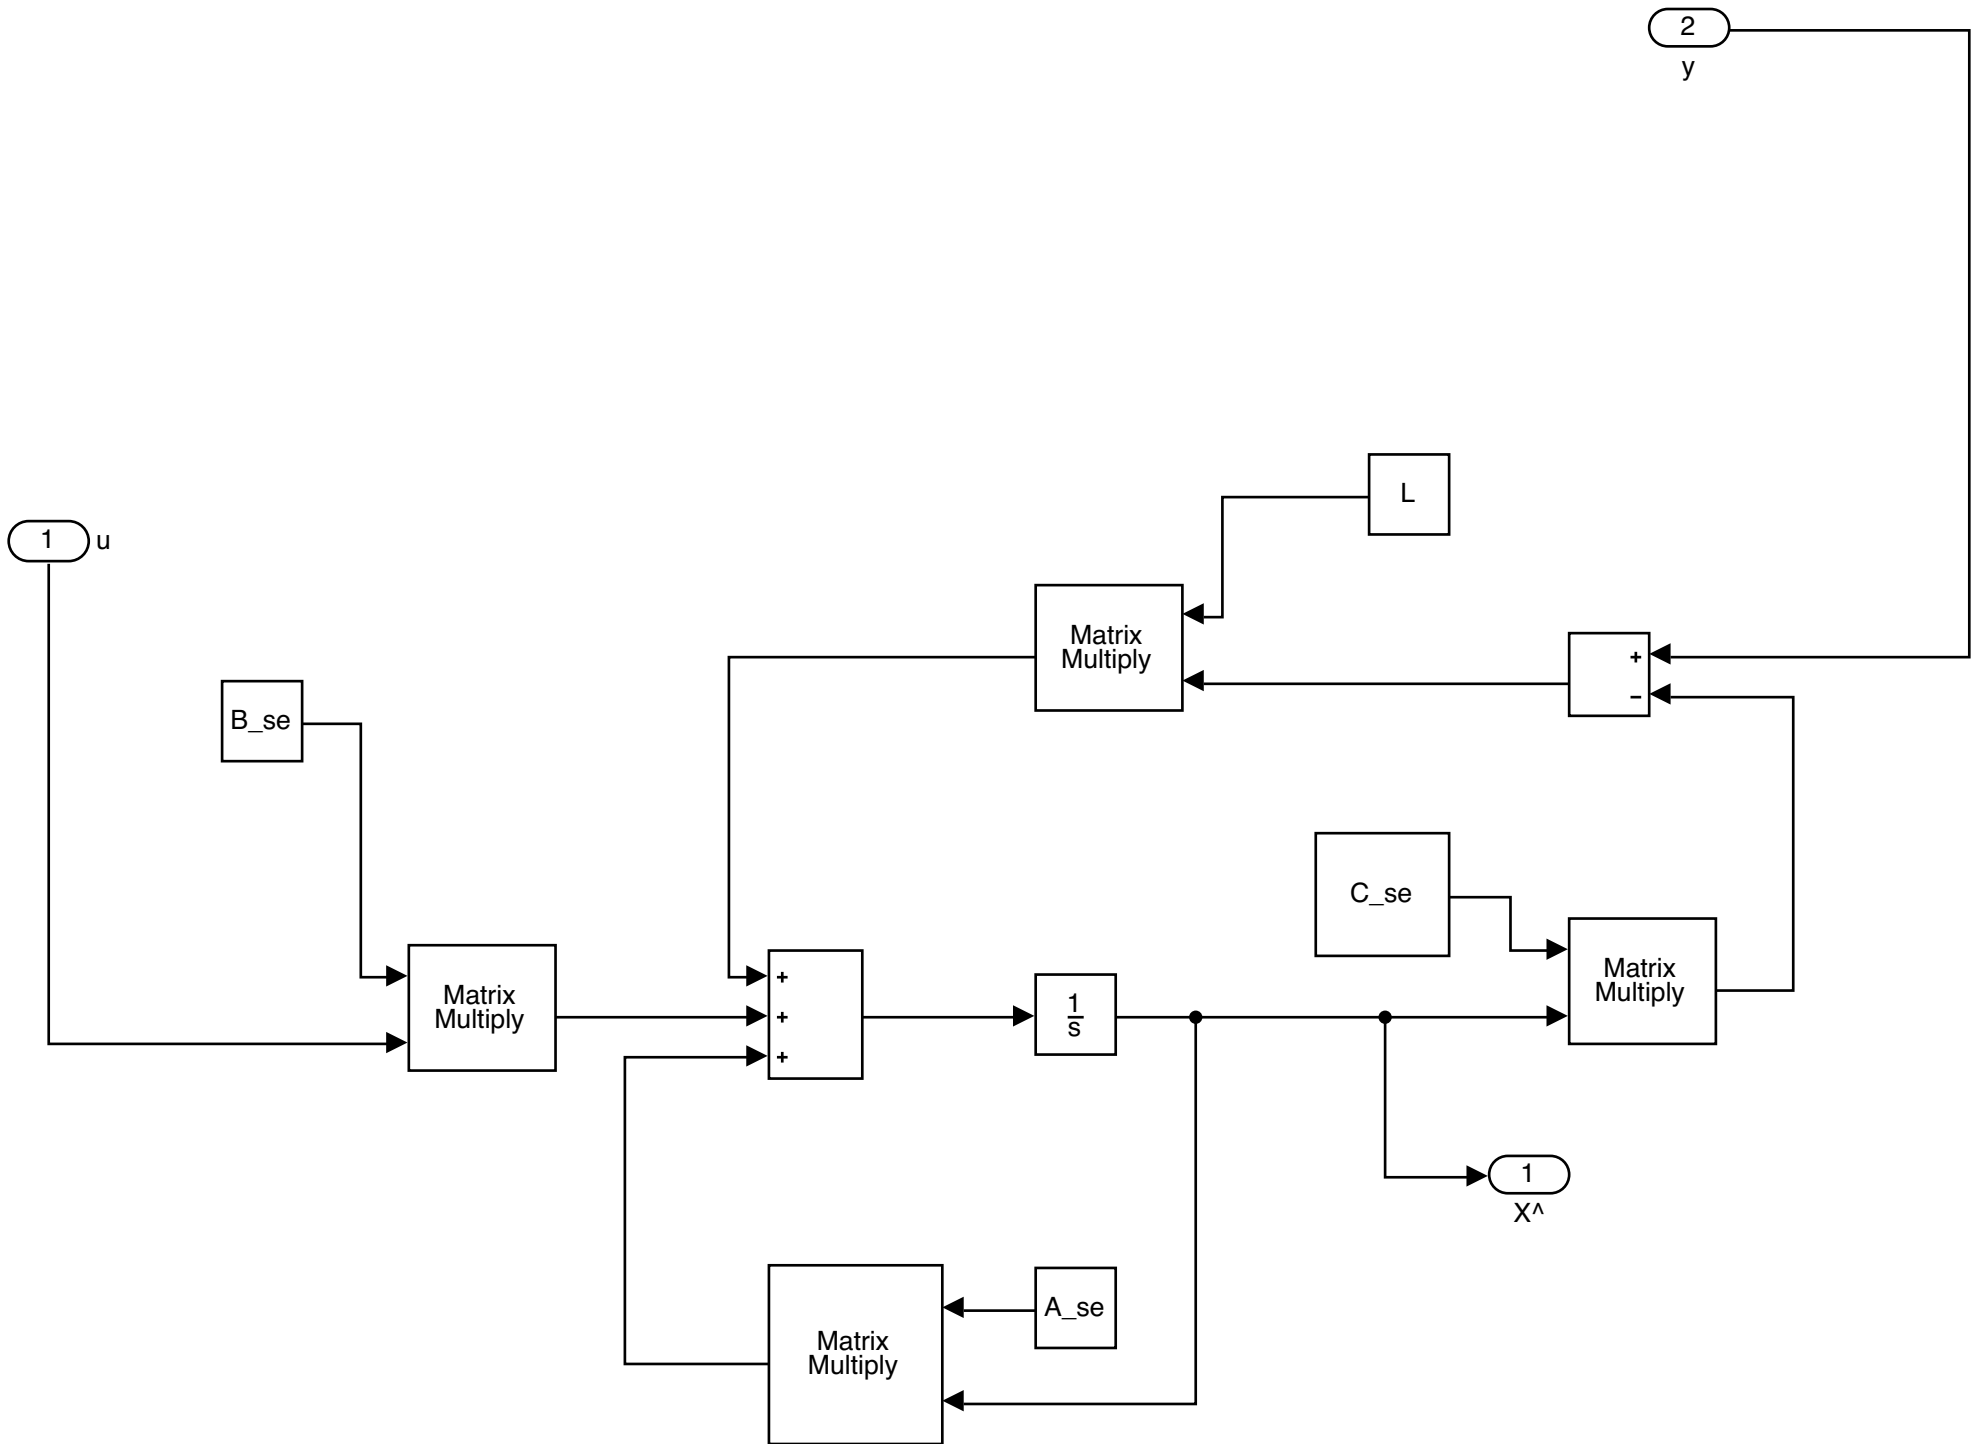 2
y
L
1
u
Matrix
Multiply
+
−
B_se
C_se
Matrix
Multiply
+
+
+
1
s
Matrix
Multiply
1
X^
A_se
Matrix
Multiply